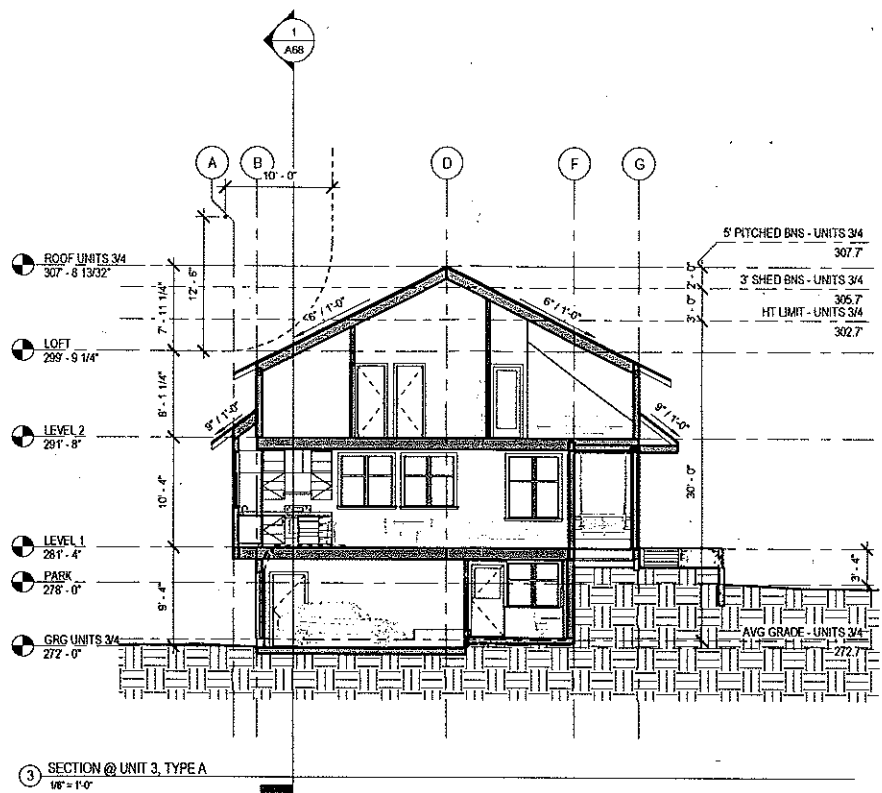 1
A68
A
B
D
F
G
10' - 0"
12' - 6"
5' PITCHED BNS - UNITS 3/4
307.7'
3' SHED BNS - UNITS 3/4
305.7'
HT LIMIT - UNITS 3/4
302.7'
2'- 0"
3' - 0"
ROOF UNITS 3/4
307' - 8 13/32"
7' - 11 1/4"
6" / 1'-0"
6" / 1'-0"
LOFT
299' - 9 1/4"
8' - 1 1/4"
9" / 1'-0"
9" / 1'-0"
LEVEL 2
291' - 8"
10' - 4"
30' - 0"
LEVEL 1
281' - 4"
3' - 4"
PARK
278' - 0"
9' - 4"
GRG UNITS 3/4
272' - 0"
AVG GRADE - UNITS 3/4
272.7'
3
SECTION @ UNIT 3, TYPE A
1/8" = 1'-0"